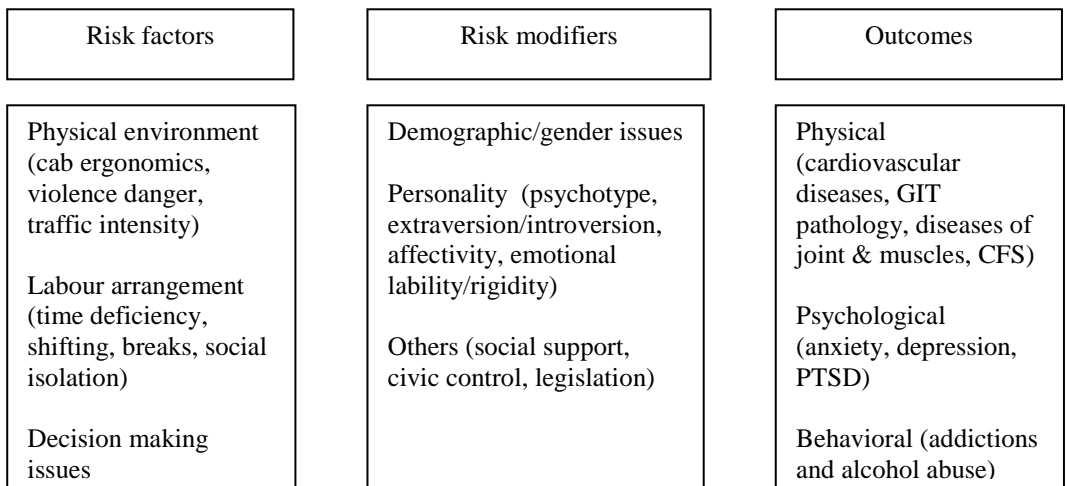 Risk factors
Physical environment
(cab ergonomics,
violence danger,
traffic intensity)
Labour arrangement
(time deficiency,
shifting, breaks, social
isolation)
Decision making
issues
Risk modifiers
Demographic/gender issues
Personality (psychotype,
extraversion/introversion,
affectivity, emotional
lability/rigidity)
Others (social support,
civic control, legislation)
Outcomes
Physical
(cardiovascular
diseases, GIT
pathology, diseases of
joint & muscles, CFS)
Psychological
(anxiety, depression,
PTSD)
Behavioral (addictions
and alcohol abuse)